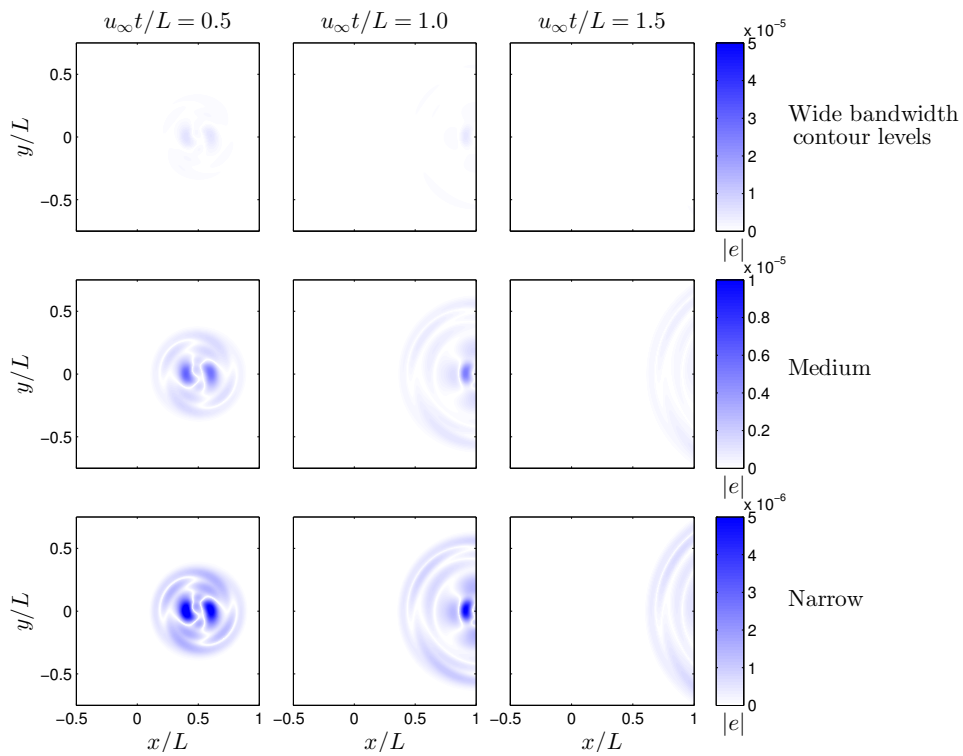 u∞t/L = 0.5
u∞t/L = 1.0
u∞t/L = 1.5
x 10⁻⁵
y/L
0.5
0
−0.5
5
4
3
2
1
0
|e|
Wide bandwidth
contour levels
x 10⁻⁵
y/L
0.5
0
−0.5
1
0.8
0.6
0.4
0.2
0
|e|
Medium
x 10⁻⁶
y/L
0.5
0
−0.5
5
4
3
2
1
0
|e|
Narrow
−0.5 0 0.5 1
−0.5 0 0.5 1
−0.5 0 0.5 1
x/L
x/L
x/L